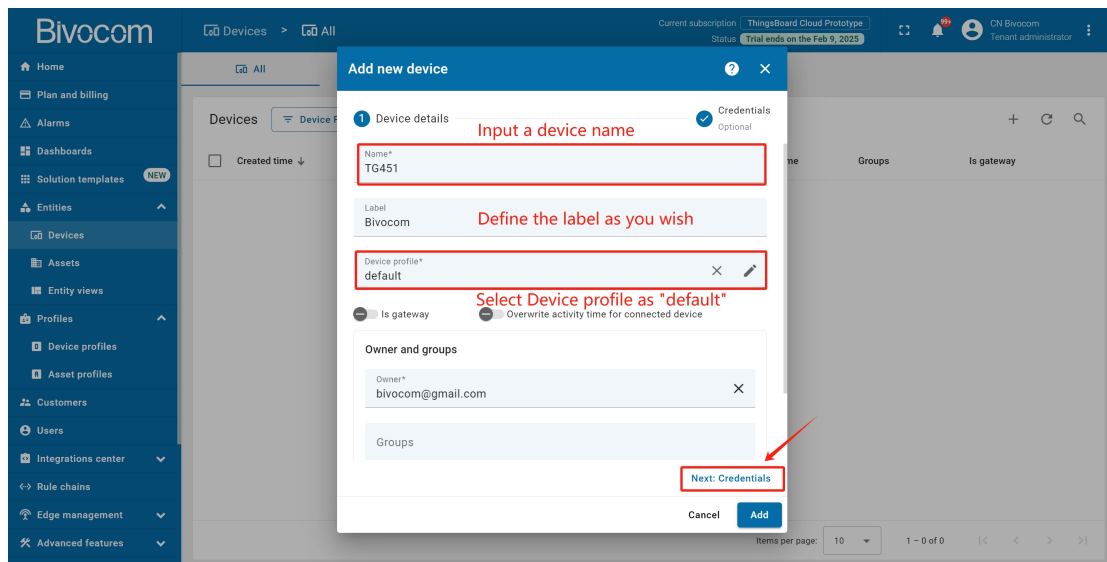 Bivocom
Devices > All
Current subscription ThingsBoard Cloud Prototype
Status Trial ends on the Feb 9, 2025
99+
CN Bivocom
Tenant administrator
Home
Plan and billing
Alarms
Dashboards
Solution templates NEW
Entities
Devices
Assets
Entity views
Profiles
D Device profiles
A Asset profiles
Customers
Users
Integrations center
Rule chains
Edge management
Advanced features
All
Devices
Created time
Groups
Is gateway
Add new device
?
1 Device details
Credentials
Optional
Input a device name
Name*
TG451
Label
Bivocom
Define the label as you wish
Device profile*
default
Select Device profile as "default"
Is gateway
Overwrite activity time for connected device
Owner and groups
Owner*
bivocom@gmail.com
Groups
Next: Credentials
Cancel
Add
Items per page: 10
1 – 0 of 0